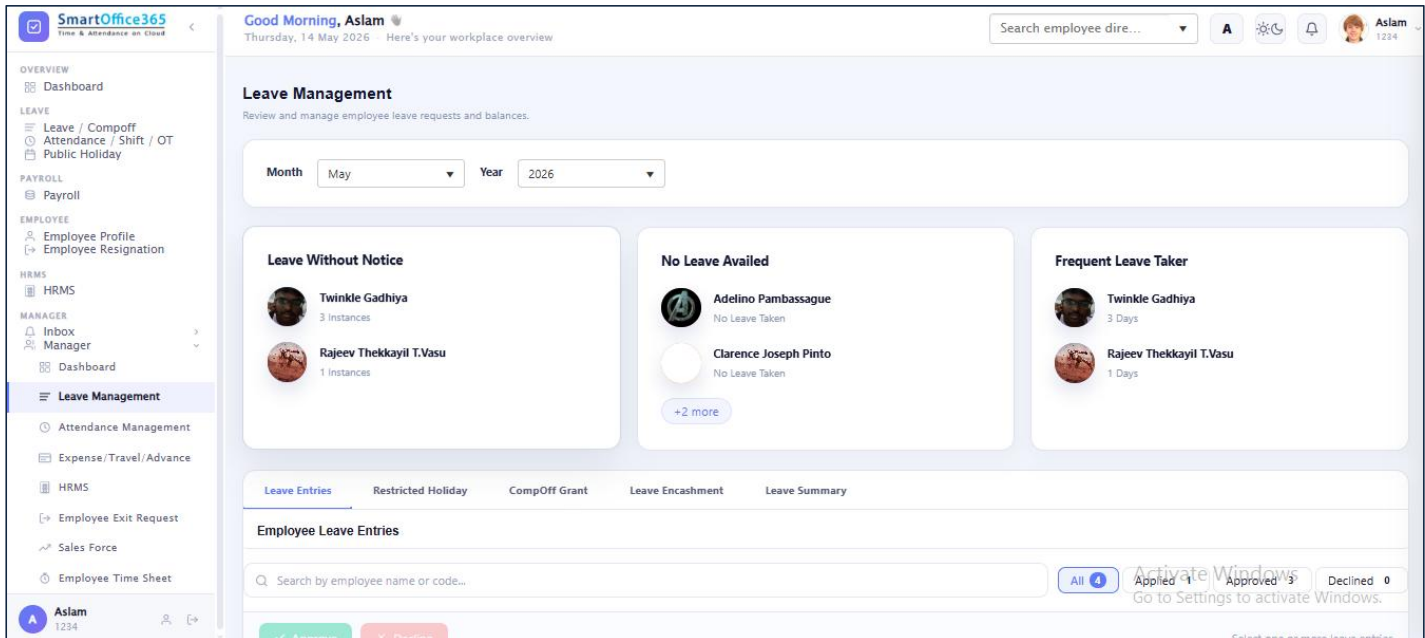 SmartOffice365
Time & Attendance on Cloud
Good Morning, Aslam
Thursday, 14 May 2026 · Here's your workplace overview
Search employee dire...
A
Aslam
1234
OVERVIEW
Dashboard
LEAVE
Leave / Compoff
Attendance / Shift / OT
Public Holiday
PAYROLL
Payroll
EMPLOYEE
Employee Profile
Employee Resignation
HRMS
HRMS
MANAGER
Inbox
Manager
Dashboard
Leave Management
Attendance Management
Expense/Travel/Advance
HRMS
Employee Exit Request
Sales Force
Employee Time Sheet
A
Aslam
1234
Leave Management
Review and manage employee leave requests and balances.
Month May Year 2026
Leave Without Notice
Twinkle Gadhiya
3 Instances
Rajeev Thekkayil T.Vasu
1 Instances
No Leave Availed
Adelino Pambassague
No Leave Taken
Clarence Joseph Pinto
No Leave Taken
+2 more
Frequent Leave Taker
Twinkle Gadhiya
3 Days
Rajeev Thekkayil T.Vasu
1 Days
Leave Entries Restricted Holiday CompOff Grant Leave Encashment Leave Summary
Employee Leave Entries
Search by employee name or code...
All 4 Applied 1 Approved 3 Declined 0
Activate Windows
Go to Settings to activate Windows.